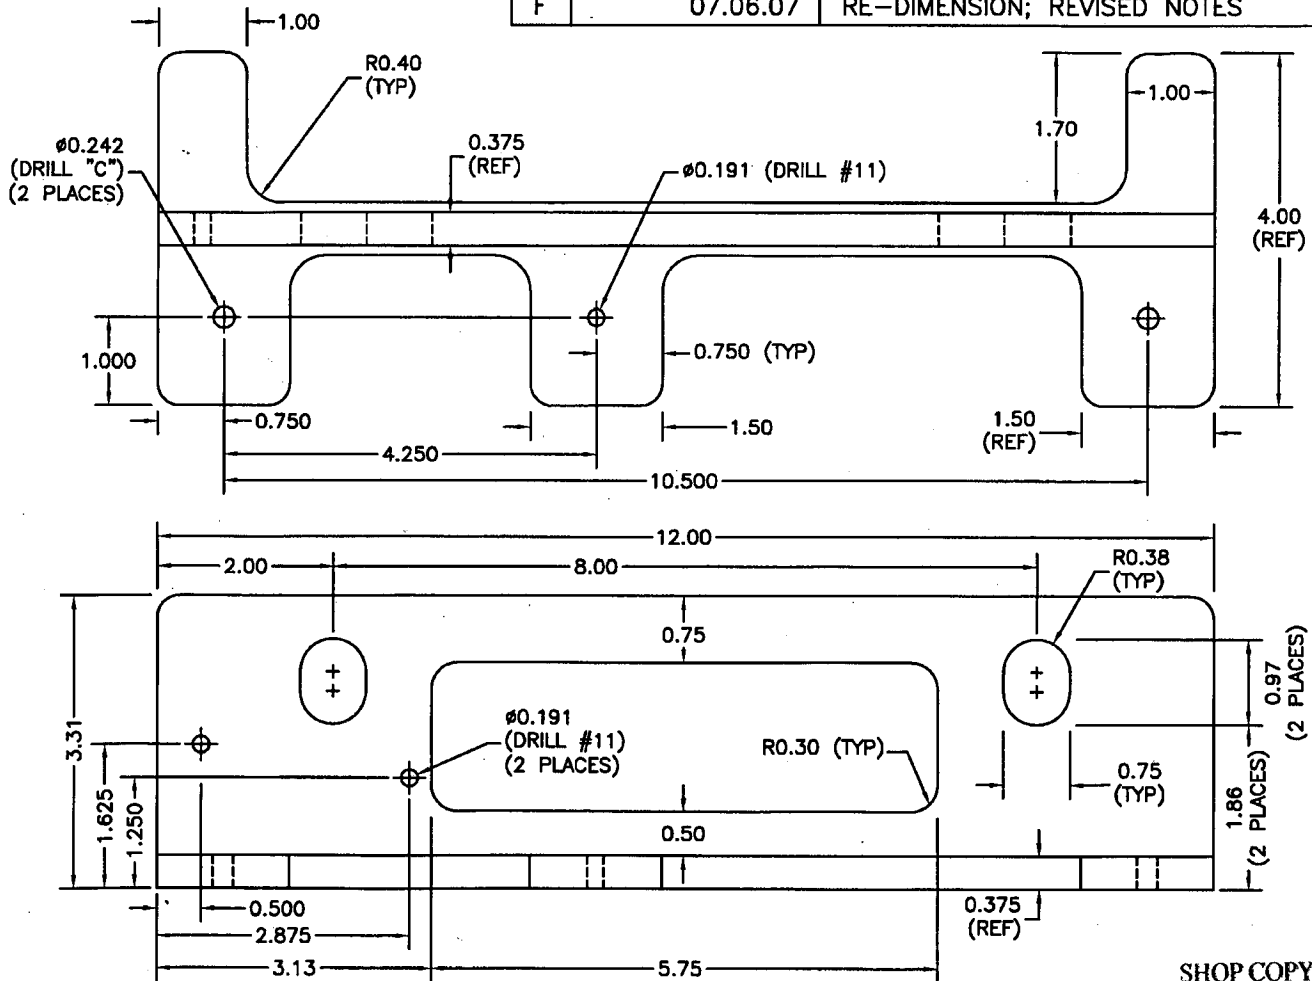 F 07.06.07 RE-DIMENSION; REVISED NOTES
1.00
R0.40
(TYP)
ø0.242
(DRILL "C")
(2 PLACES)
0.375
(REF)
ø0.191 (DRILL #11)
1.70
1.00
4.00
(REF)
1.000
0.750
0.750 (TYP)
1.50
1.50
(REF)
4.250
10.500
12.00
2.00
8.00
R0.38
(TYP)
0.75
0.97
(2 PLACES)
3.31
ø0.191
(DRILL #11)
(2 PLACES)
R0.30 (TYP)
0.75
(TYP)
1.625
1.250
0.50
1.86
(2 PLACES)
0.500
2.875
0.375
(REF)
3.13
5.75
SHOP COPY